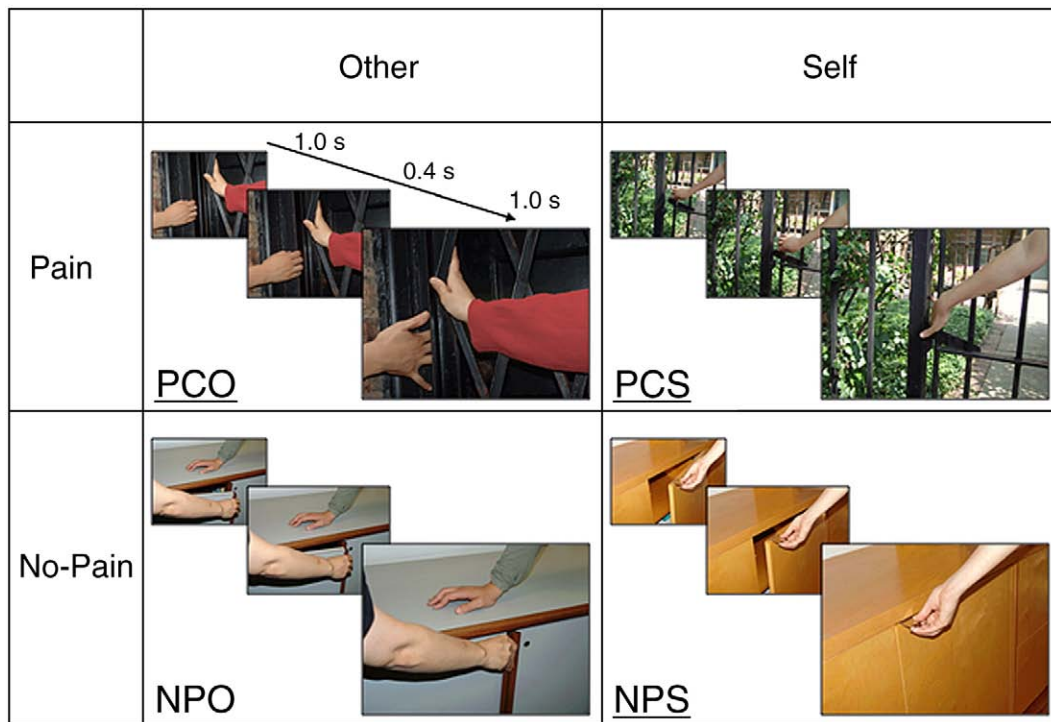 Other
Self
Pain
1.0 s
0.4 s
1.0 s
PCO
PCS
No-Pain
NPO
NPS